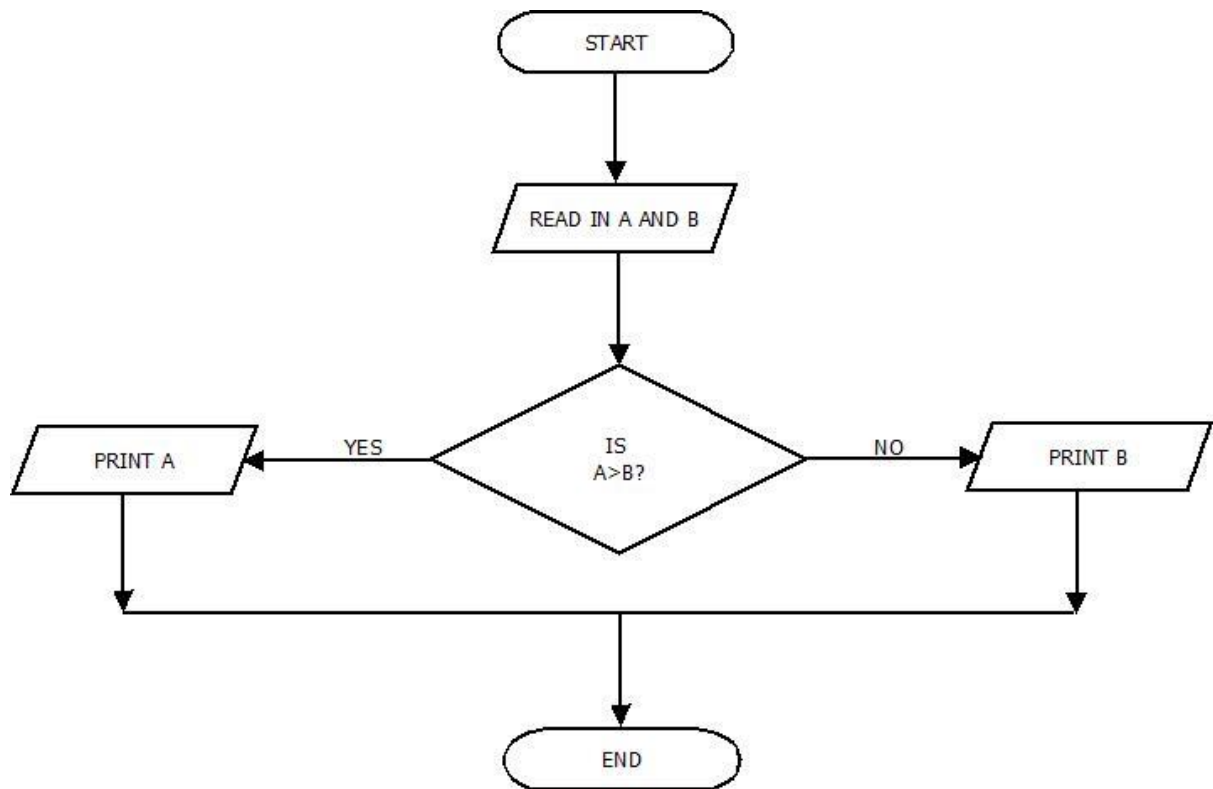 START
READ IN A AND B
IS
A>B?
YES
NO
PRINT A
PRINT B
END